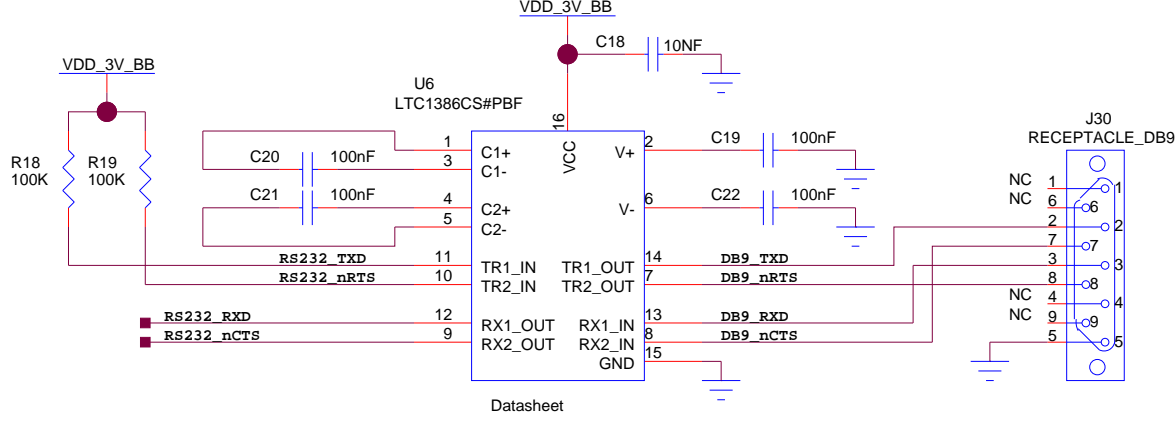 VDD_3V_BB
C18
10NF
VDD_3V_BB
U6
LTC1386CS#PBF
16
VCC
R18
100K
R19
100K
C20
100nF
C21
100nF
1
3
4
5
C1+
C1-
C2+
C2-
V+
V-
2
6
C19
100nF
C22
100nF
RS232_TXD
11
TR1_IN
TR1_OUT
14
DB9_TXD
RS232_nRTS
10
TR2_IN
TR2_OUT
7
DB9_nRTS
RS232_RXD
12
RX1_OUT
RX1_IN
13
DB9_RXD
RS232_nCTS
9
RX2_OUT
RX2_IN
8
DB9_nCTS
GND
15
Datasheet
J30
RECEPTACLE_DB9
NC
1
1
NC
6
6
2
2
7
7
3
3
8
8
NC
4
4
NC
9
9
5
5